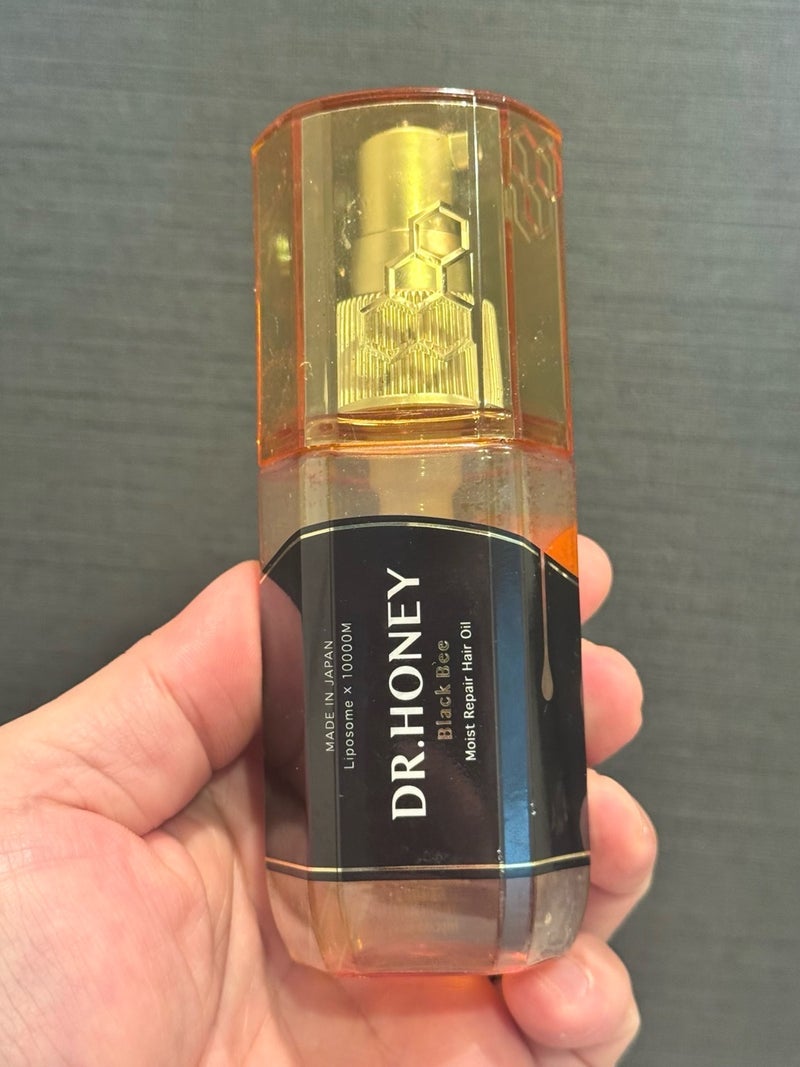 MADE IN JAPAN
Liposome x 10000M
DR.HONEY
Black Bee
Moist Repair Hair Oil